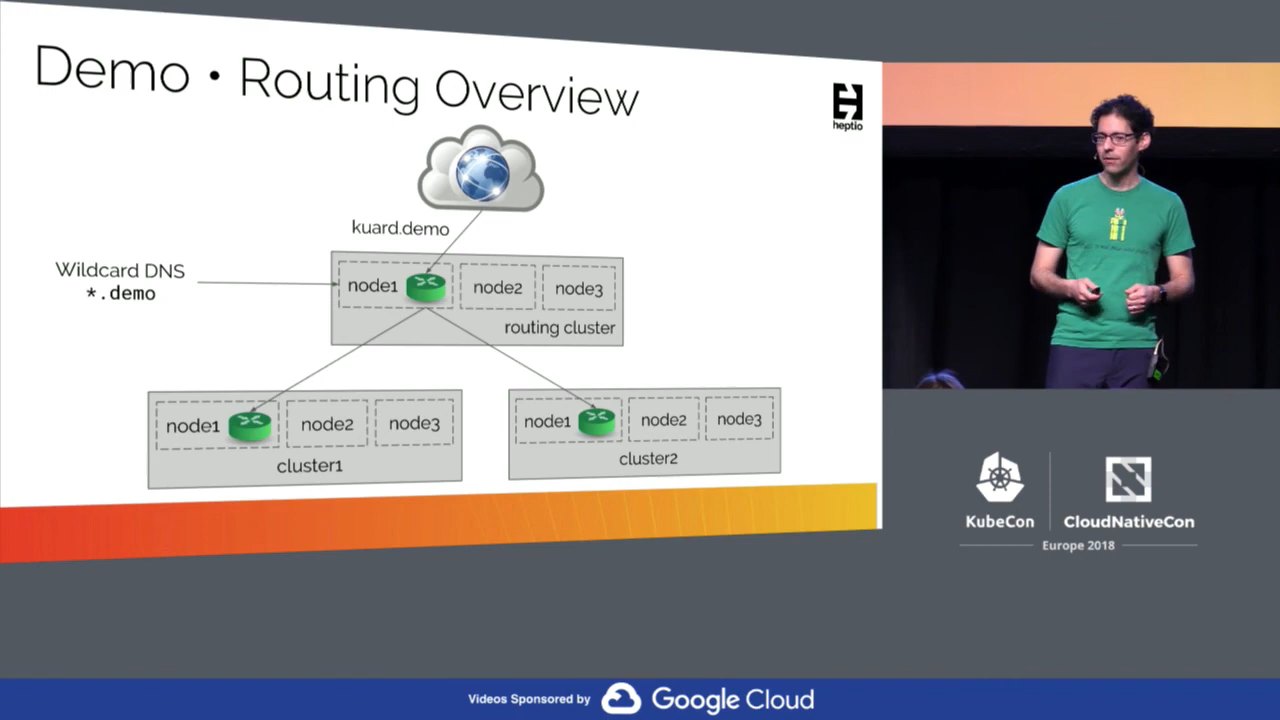 Demo • Routing Overview
heptio
kuard.demo
Wildcard DNS
*.demo
node1
node2
node3
routing cluster
node1
node2
node3
cluster1
node1
node2
node3
cluster2
KubeCon
CloudNativeCon
Europe 2018
Videos Sponsored by
Google Cloud